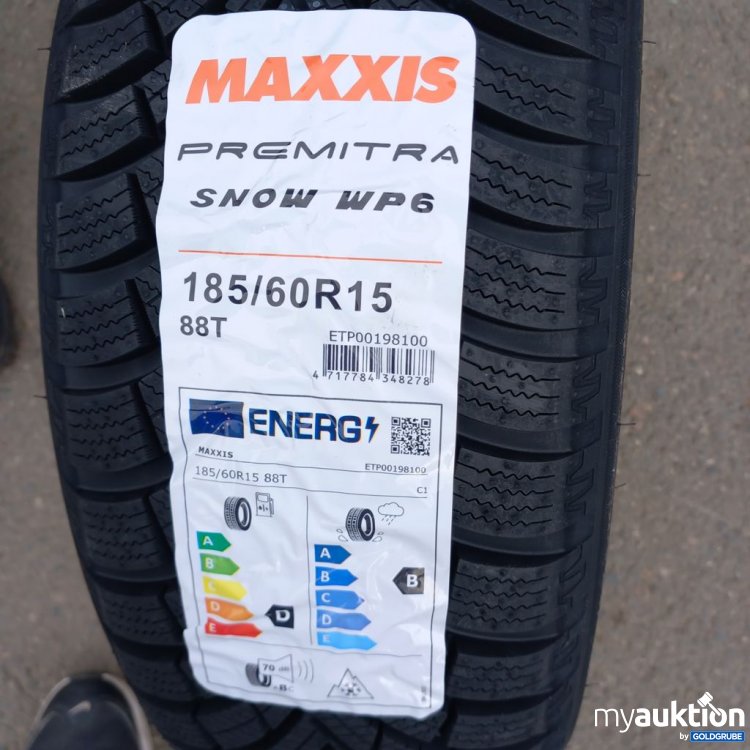 MAXXIS
PREMITRA
SNOW WP6
185/60R15
88T
ETP00198100
4 717784 348278
ENERG
MAXXIS
ETP00198100
185/60R15 88T
C1
A
B
C
D
E
D
A
B
C
D
E
B
70 dB
B
myauktion
by GOLDGRUBE